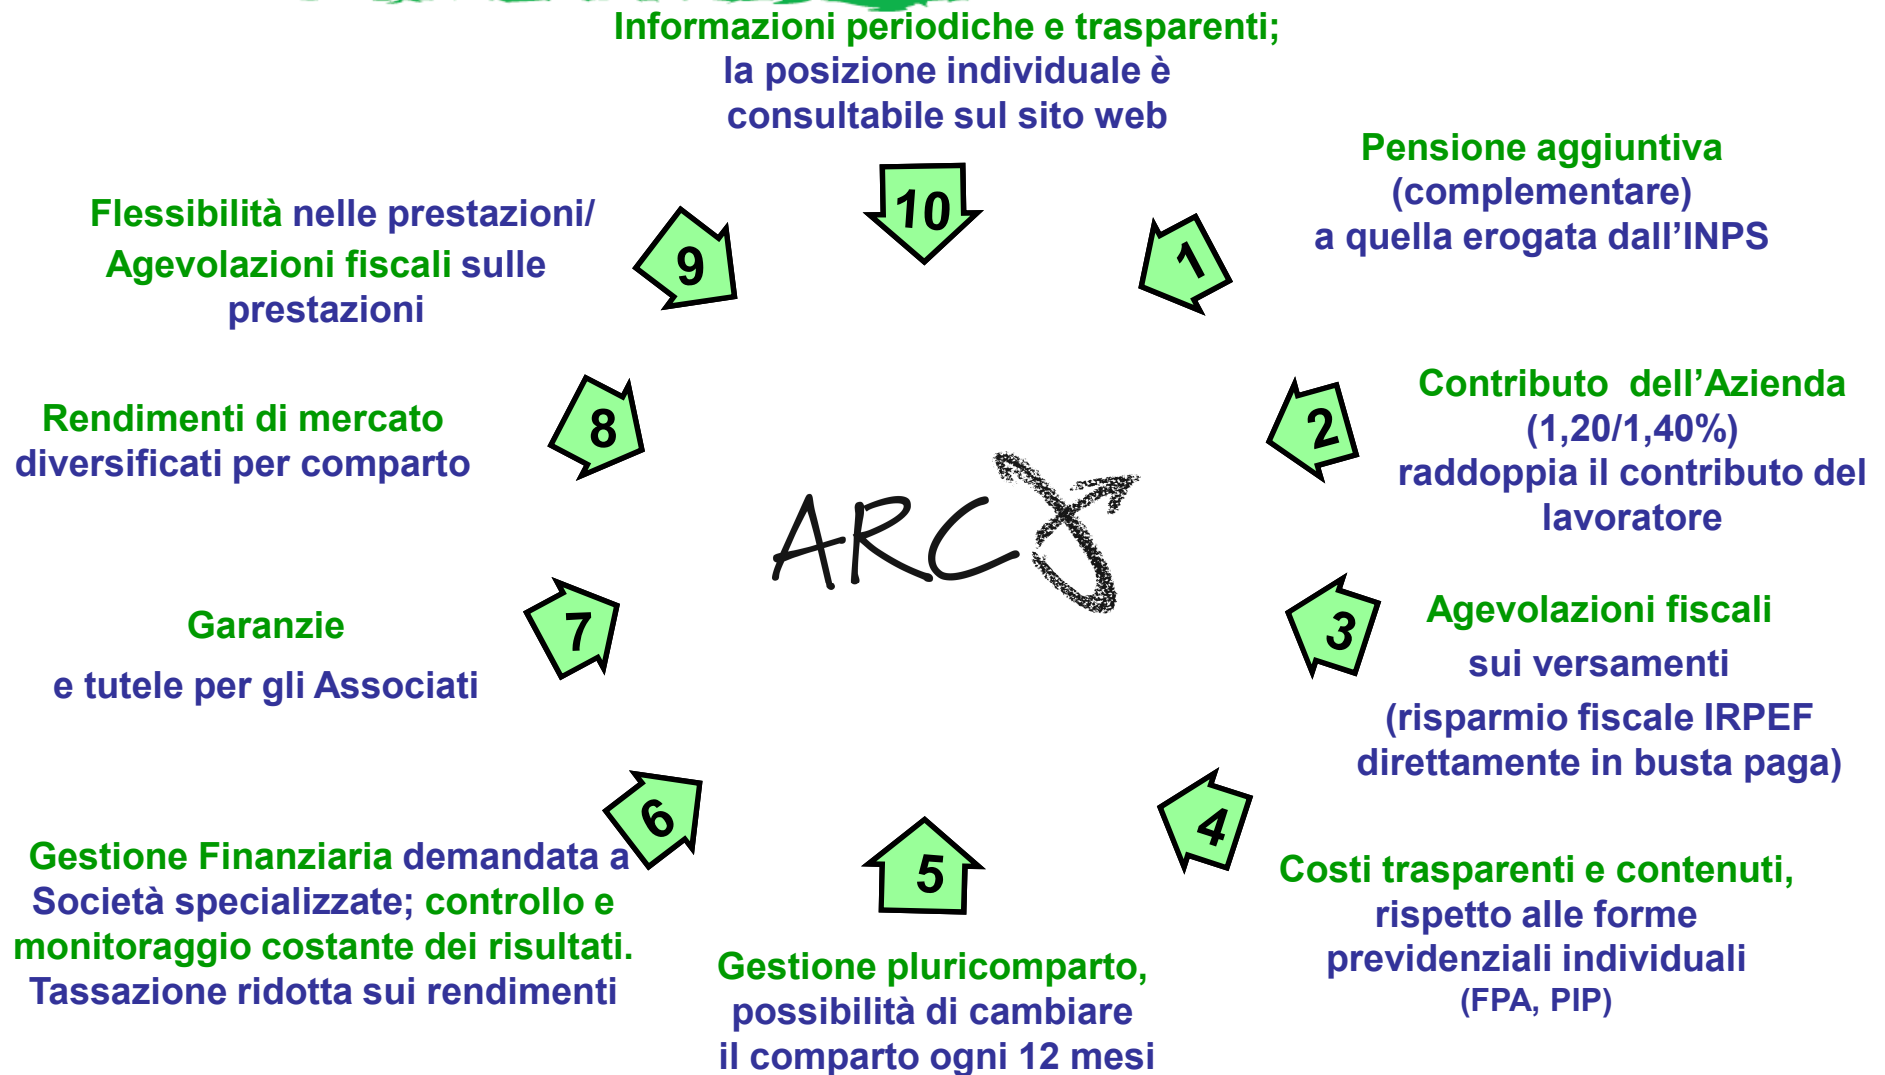 Informazioni periodiche e trasparenti;
la posizione individuale è
consultabile sul sito web
10
Pensione aggiuntiva
(complementare)
a quella erogata dall'INPS
1
Contributo dell'Azienda
(1,20/1,40%)
raddoppia il contributo del
lavoratore
2
Agevolazioni fiscali
sui versamenti
(risparmio fiscale IRPEF
direttamente in busta paga)
3
Costi trasparenti e contenuti,
rispetto alle forme
previdenziali individuali
(FPA, PIP)
4
Gestione pluricomparto,
possibilità di cambiare
il comparto ogni 12 mesi
5
Gestione Finanziaria demandata a
Società specializzate; controllo e
monitoraggio costante dei risultati.
Tassazione ridotta sui rendimenti
6
Garanzie
e tutele per gli Associati
7
Rendimenti di mercato
diversificati per comparto
8
Flessibilità nelle prestazioni/
Agevolazioni fiscali sulle
prestazioni
9
ARCO